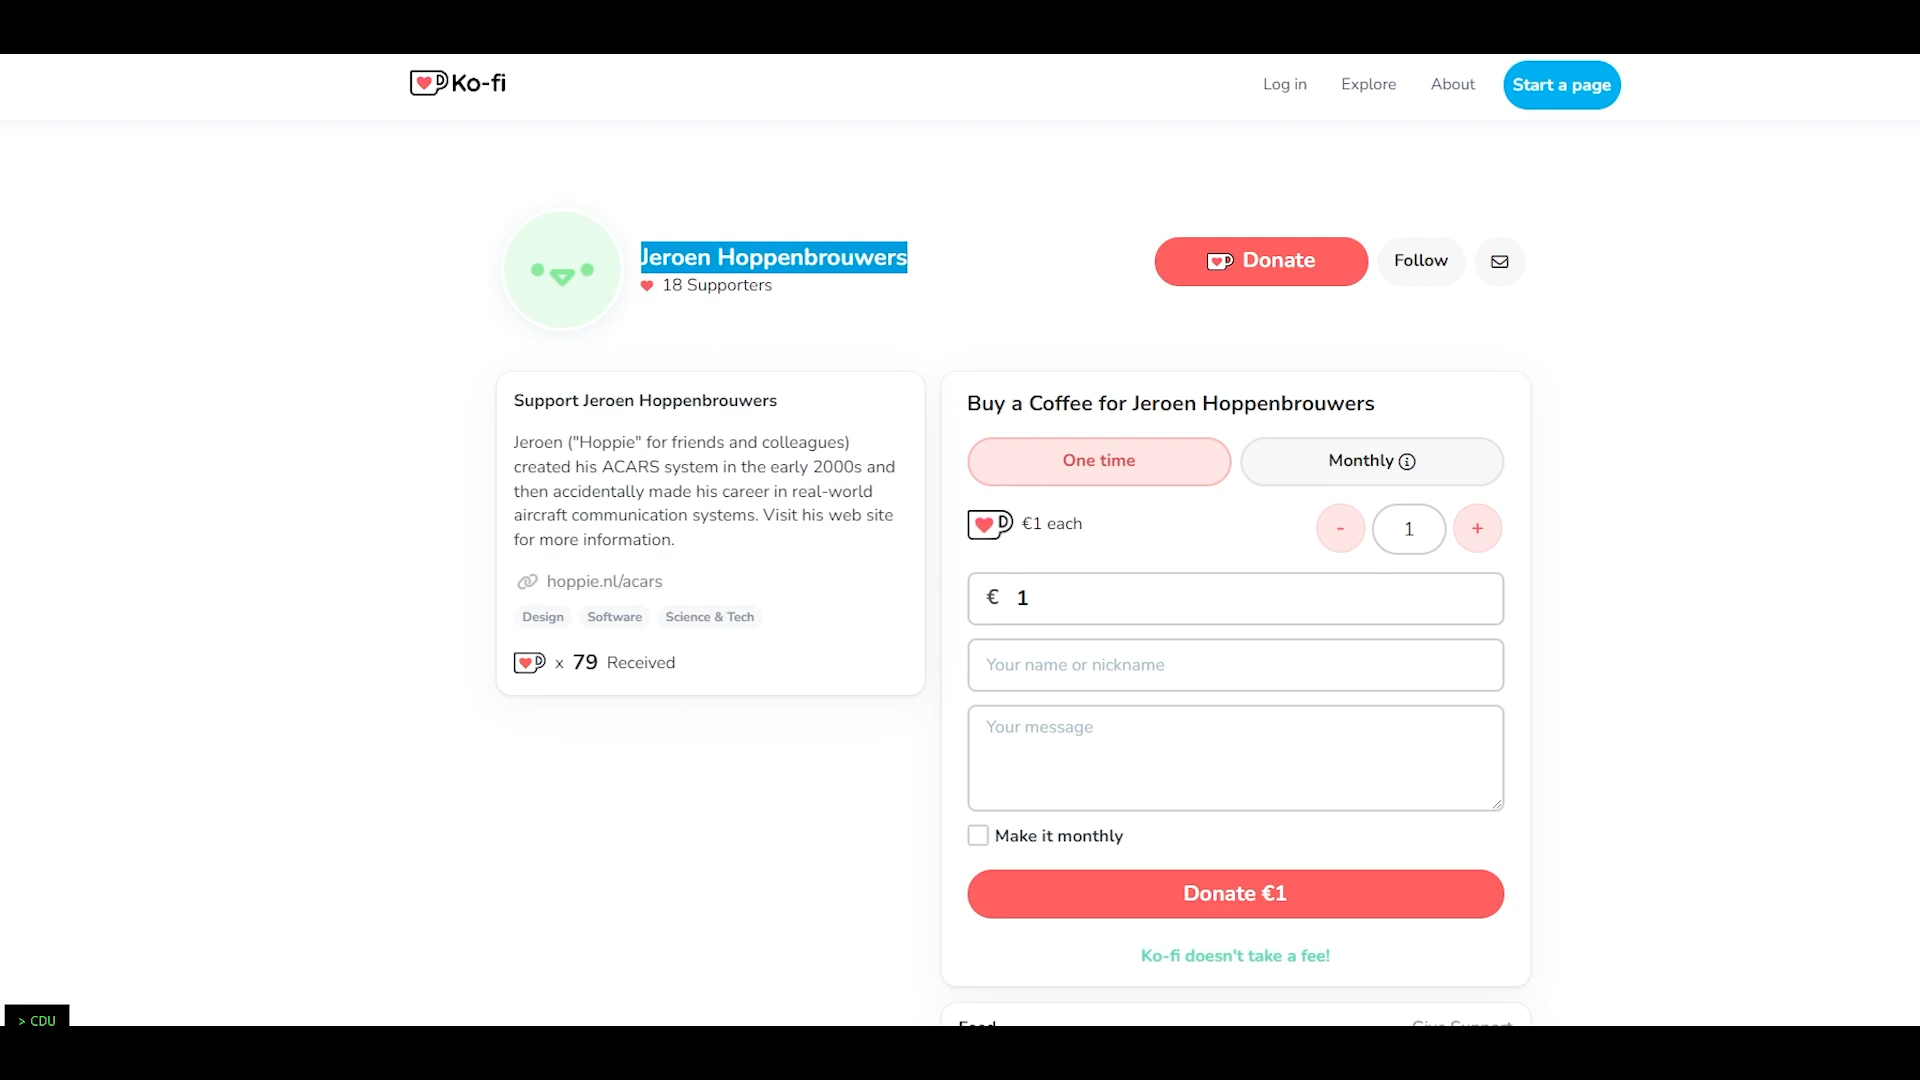 Ko-fi
Log in
Explore
About
Start a page
Jeroen Hoppenbrouwers
18 Supporters
Donate
Follow
Support Jeroen Hoppenbrouwers
Jeroen ("Hoppie" for friends and colleagues)
created his ACARS system in the early 2000s and
then accidentally made his career in real-world
aircraft communication systems. Visit his web site
for more information.
hoppie.nl/acars
Design
Software
Science & Tech
x 79 Received
Buy a Coffee for Jeroen Hoppenbrouwers
One time
Monthly
€1 each
-
1
+
€ 1
Your name or nickname
Your message
Make it monthly
Donate €1
Ko-fi doesn't take a fee!
Feed
Give Support
> CDU